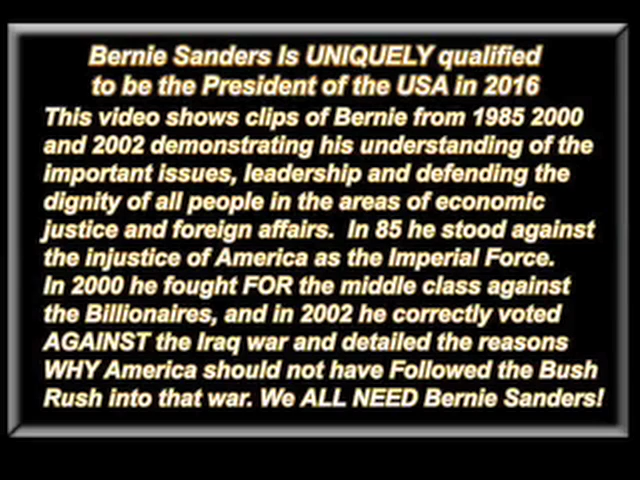 Bernie Sanders Is UNIQUELY qualified
to be the President of the USA in 2016
This video shows clips of Bernie from 1985 2000
and 2002 demonstrating his understanding of the
important issues, leadership and defending the
dignity of all people in the areas of economic
justice and foreign affairs.  In 85 he stood against
the injustice of America as the Imperial Force.
In 2000 he fought FOR the middle class against
the Billionaires, and in 2002 he correctly voted
AGAINST the Iraq war and detailed the reasons
WHY America should not have Followed the Bush
Rush into that war. We ALL NEED Bernie Sanders!